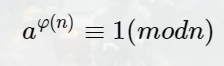 a^{φ(n)} ≡ 1(modn)